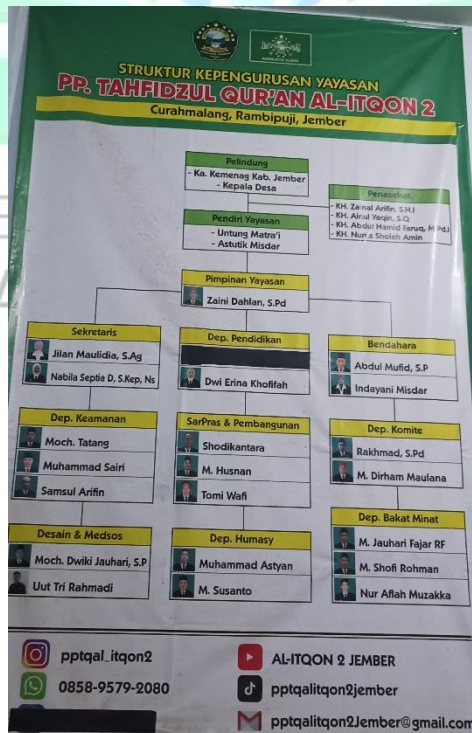 STRUKTUR KEPENGURUSAN YAYASAN
PP. TAHFIDZUL QUR'AN AL-ITQON 2
Curahmalang, Rambipuji, Jember
Pelindung
- Ka. Kemenag Kab. Jember
- Kepala Desa
Penasehat
- KH. Zainal Arifin, S.H.I
- KH. Ainul Yaqin, S.Q
- KH. Abdul Hamid Faruq, M.Pd.I
- KH. Nurus Sholeh Amin
Pendiri Yayasan
- Untung Matra'i
- Astutik Misdar
Pimpinan Yayasan
Zaini Dahlan, S.Pd
Sekretaris
Jilan Maulidia, S.Ag
Nabila Septia D, S.Kep, Ns
Dep. Pendidikan
Dwi Erina Khofifah
Bendahara
Abdul Mufid, S.P
Indayani Misdar
Dep. Keamanan
Moch. Tatang
Muhammad Sairi
Samsul Arifin
SarPras & Pembangunan
Shodikantara
M. Husnan
Tomi Wafi
Dep. Komite
Rakhmad, S.Pd
M. Dirham Maulana
Desain & Medsos
Moch. Dwiki Jauhari, S.P
Uut Tri Rahmadi
Dep. Humasy
Muhammad Astyan
M. Susanto
Dep. Bakat Minat
M. Jauhari Fajar RF
M. Shofi Rohman
Nur Aflah Muzakka
pptqal_itqon2
0858-9579-2080
AL-ITQON 2 JEMBER
pptqalitqon2jember
pptqalitqon2Jember@gmail.com